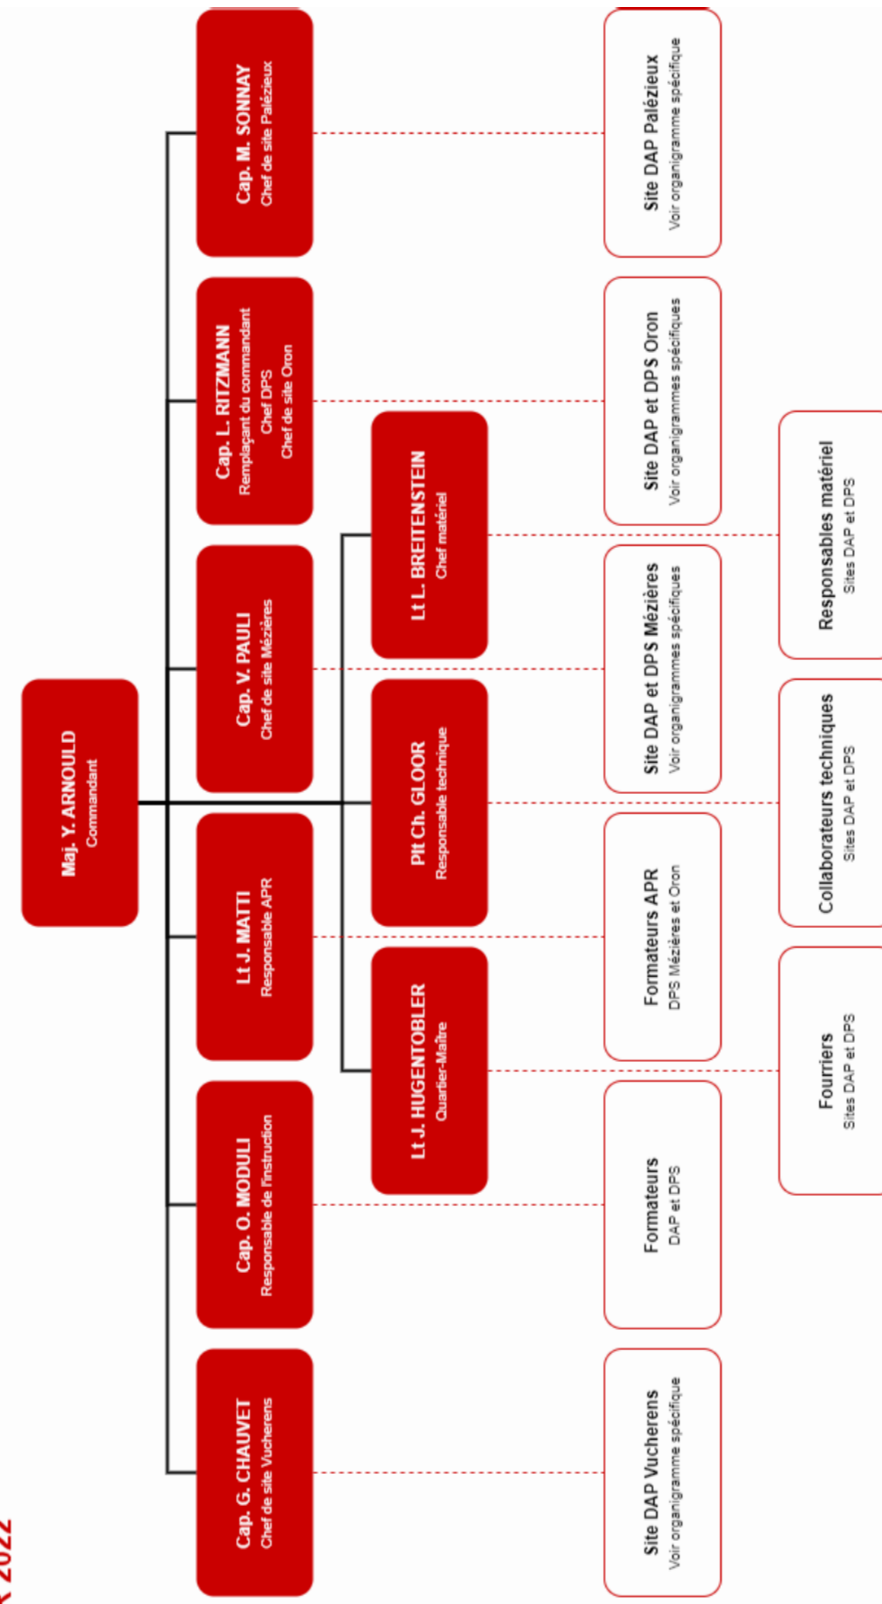 R 2022
Maj. Y. ARNOULD
Commandant
Cap. G. CHAUVET
Chef de site Vucherens
Cap. O. MODULI
Responsable de l'instruction
Lt J. MATTI
Responsable APR
Cap. V. PAULI
Chef de site Mézières
Cap. L. RITZMANN
Remplaçant du commandant
Chef DPS
Chef de site Oron
Cap. M. SONNAY
Chef de site Palézieux
Lt J. HUGENTOBLER
Quartier-Maître
Plt Ch. GLOOR
Responsable technique
Lt L. BREITENSTEIN
Chef matériel
Site DAP Vucherens
Voir organigramme spécifique
Formateurs
DAP et DPS
Formateurs APR
DPS Mézières et Oron
Site DAP et DPS Mézières
Voir organigrammes spécifiques
Site DAP et DPS Oron
Voir organigrammes spécifiques
Site DAP Palézieux
Voir organigramme spécifique
Fourriers
Sites DAP et DPS
Collaborateurs techniques
Sites DAP et DPS
Responsables matériel
Sites DAP et DPS